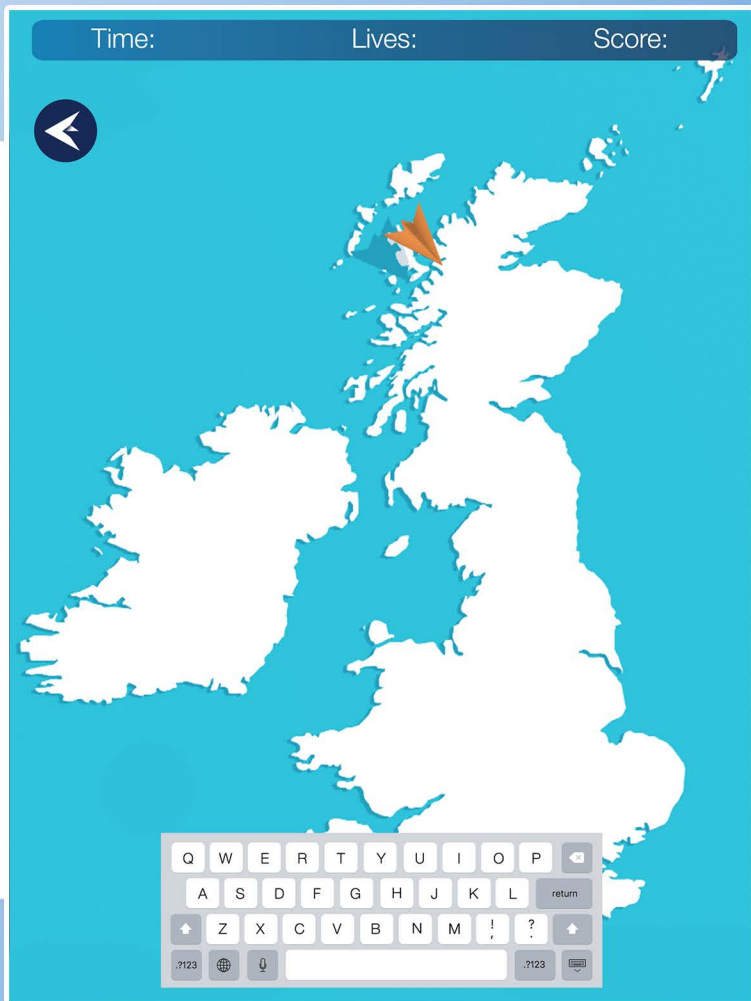 Time: Lives: Score:
Q W E R T Y U I O P
A S D F G H J K L return
Z X C V B N M ! , ? .
.?123 .?123